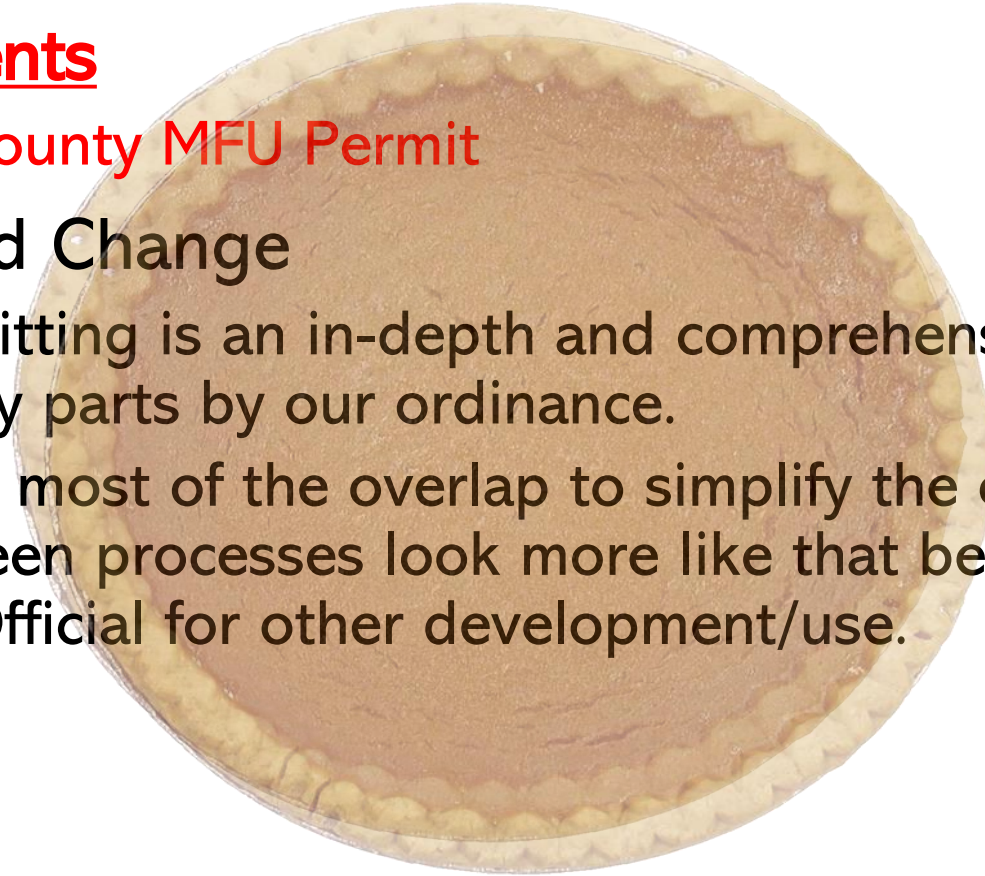 ents
ounty MFU Permit
d Change
itting is an in-depth and comprehens
y parts by our ordinance.
most of the overlap to simplify the
een processes look more like that be
Official for other development/use.